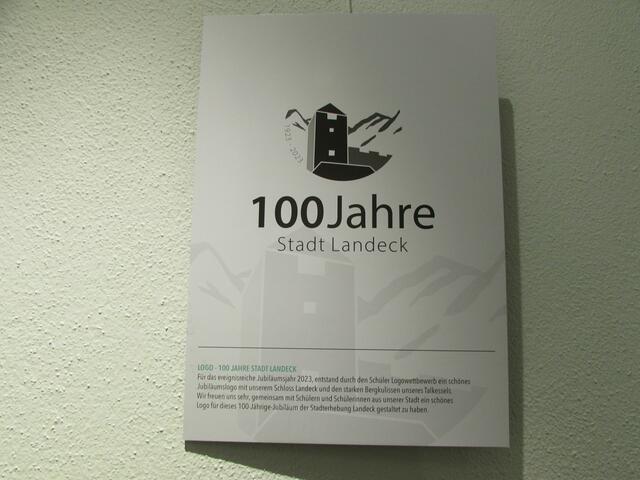 1923 - 2023
100 Jahre
Stadt Landeck
LOGO - 100 JAHRE STADT LANDECK
Für das ereignisreiche Jubiläumsjahr 2023, entstand durch den Schüler Logowettbewerb ein schönes
Jubiläumslogo mit unserem Schloss Landeck und den starken Bergkulissen unseres Talkessels.
Wir freuen uns sehr, gemeinsam mit Schülern und Schülerinnen aus unserer Stadt ein schönes
Logo für dieses 100 Jährige-Jubiläum der Stadterhebung Landeck gestaltet zu haben.